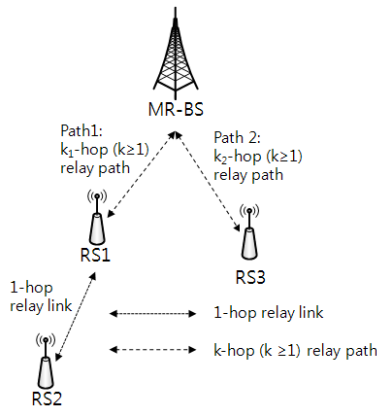 MR-BS
Path1:
k₁-hop (k≥1)
relay path
Path 2:
k₂-hop (k≥1)
relay path
RS1
RS3
1-hop
relay link
1-hop relay link
k-hop (k ≥1) relay path
RS2